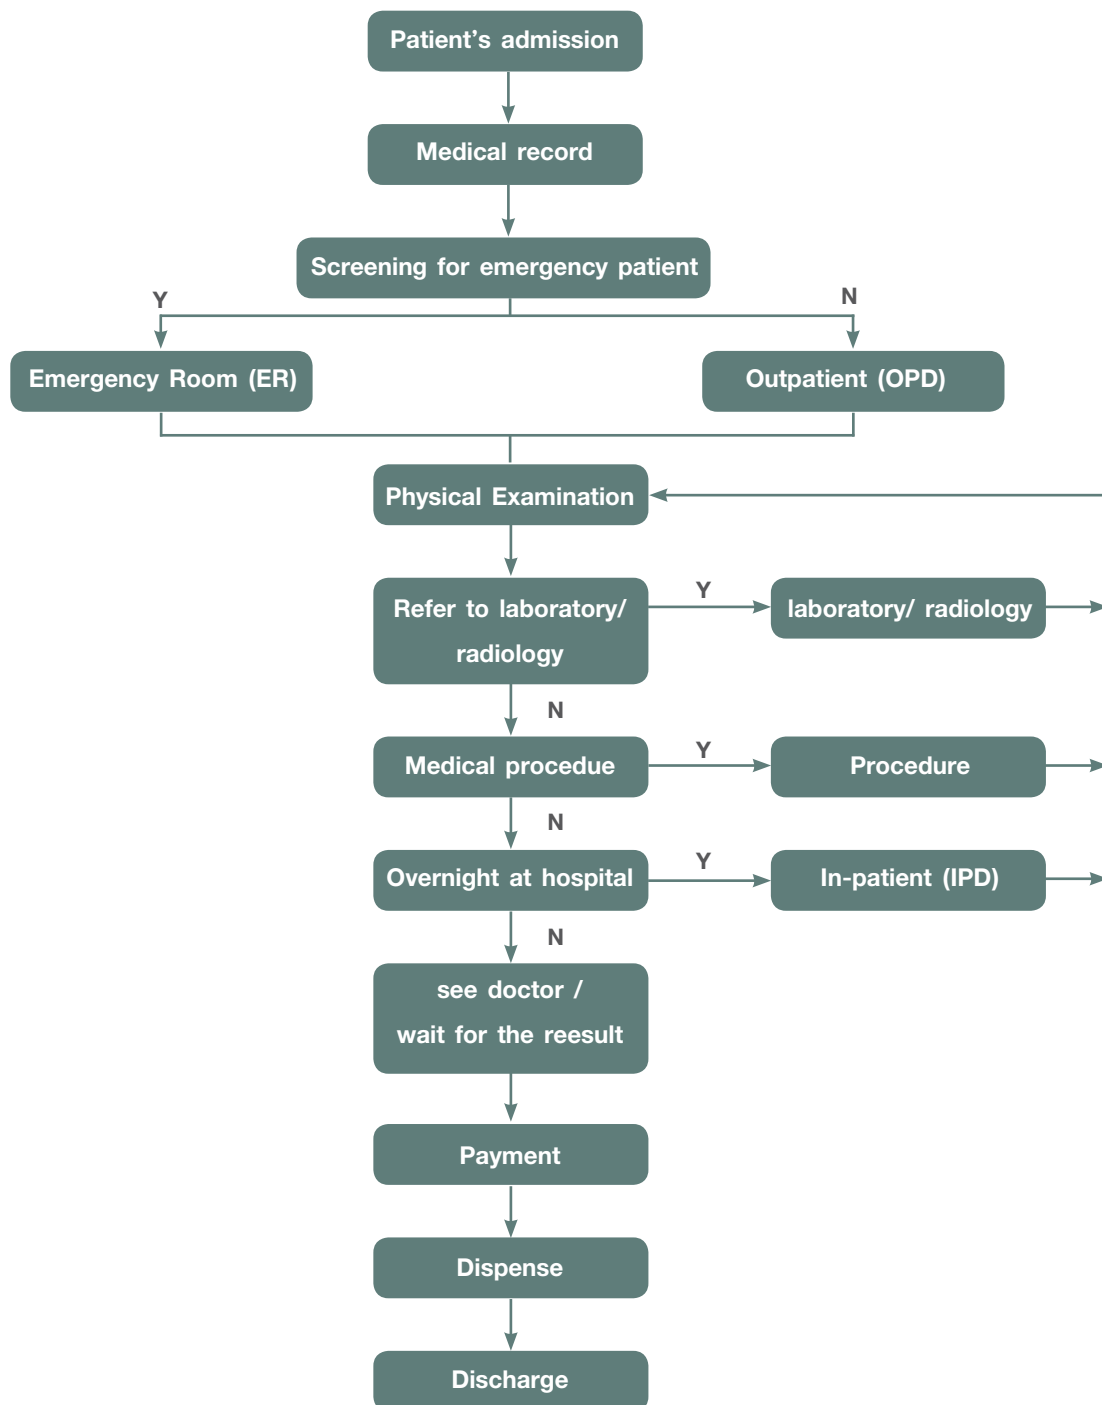 Patient's admission
Medical record
Screening for emergency patient
Y
N
Emergency Room (ER)
Outpatient (OPD)
Physical Examination
Refer to laboratory/
radiology
Y
laboratory/ radiology
N
Medical procedue
Y
Procedure
N
Overnight at hospital
Y
In-patient (IPD)
N
see doctor /
wait for the reesult
Payment
Dispense
Discharge